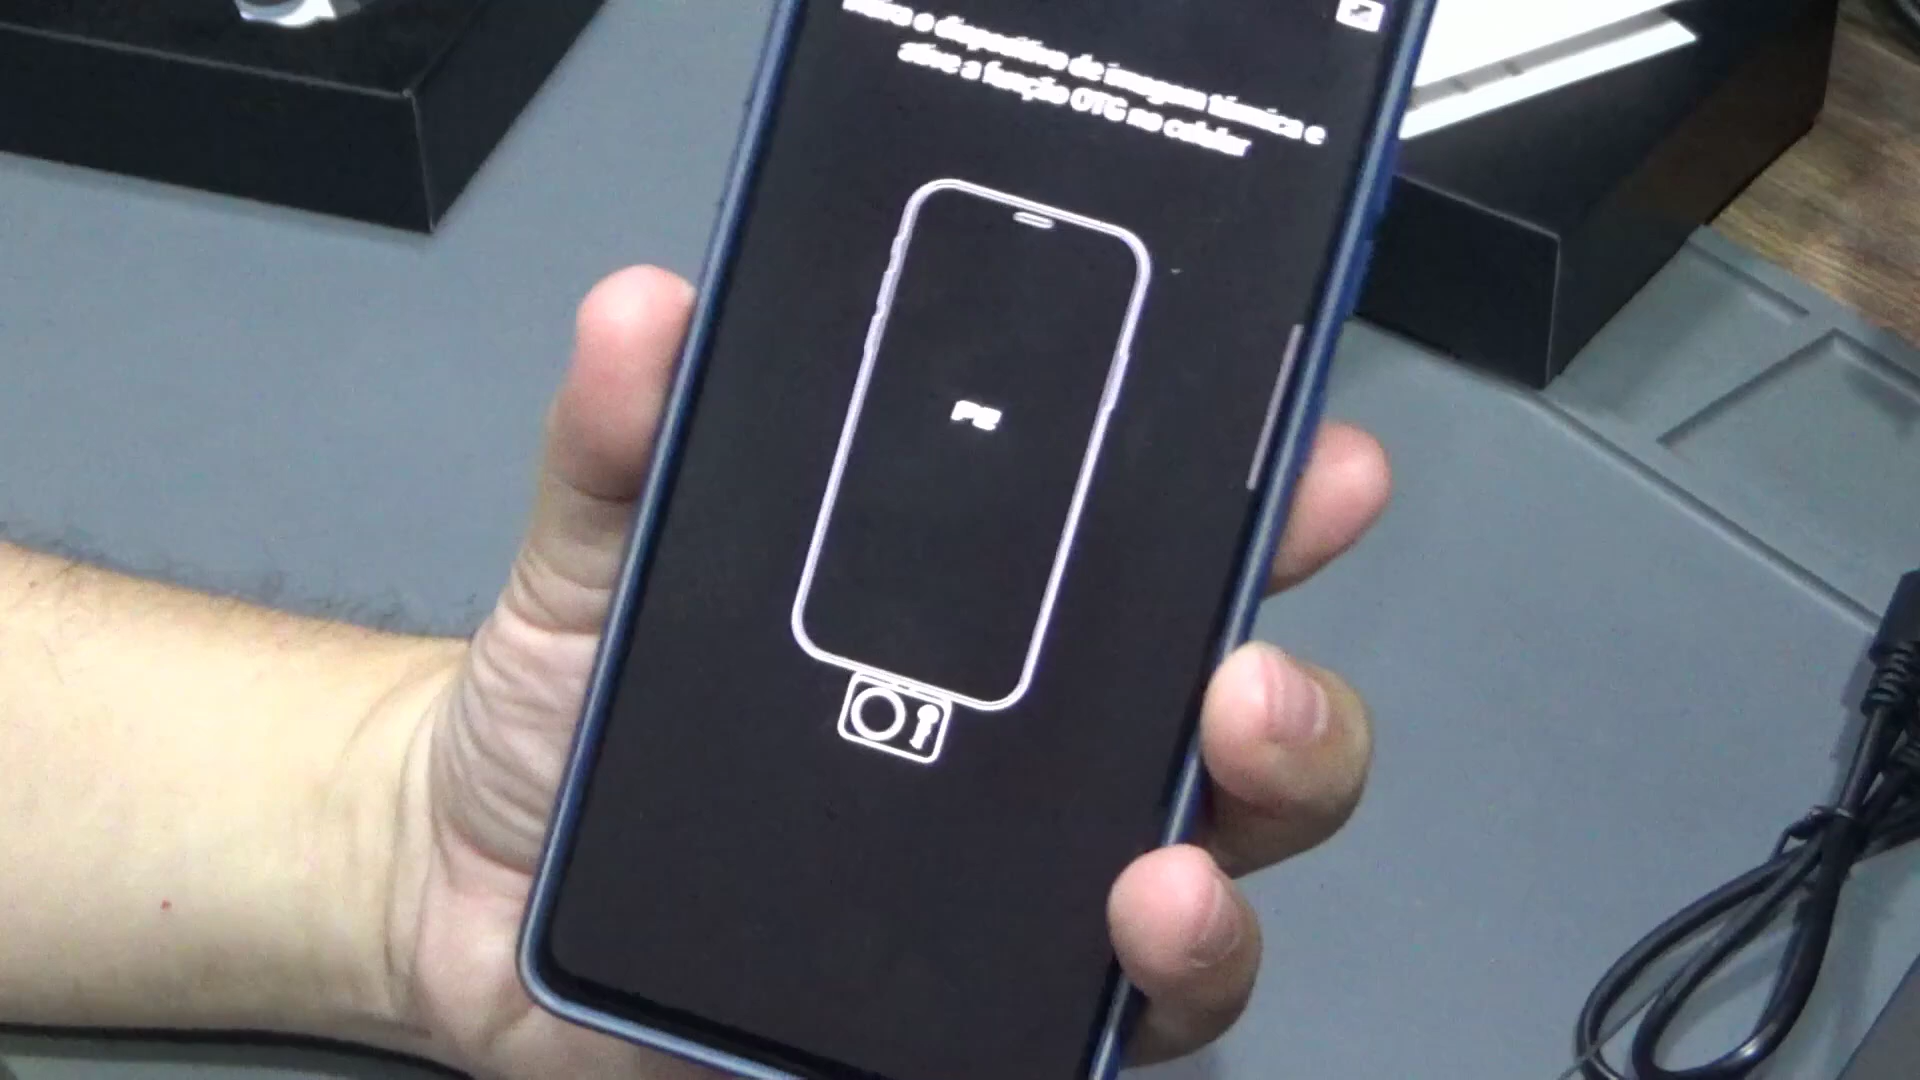 o dispositivo de imagem térmica e
ative a função OTG no celular